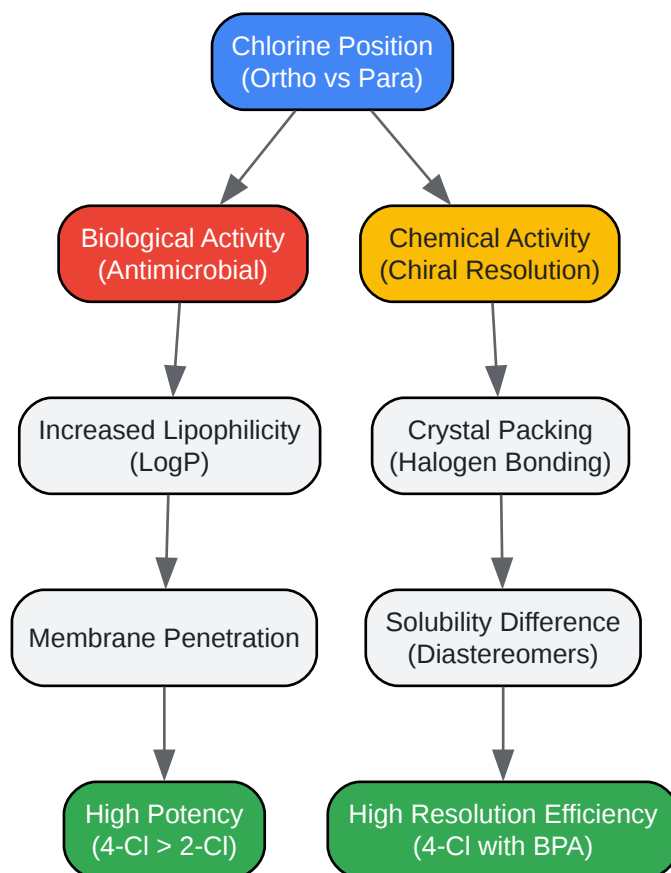 Chlorine Position
(Ortho vs Para)
Biological Activity
(Antimicrobial)
Chemical Activity
(Chiral Resolution)
Increased Lipophilicity
(LogP)
Crystal Packing
(Halogen Bonding)
Membrane Penetration
Solubility Difference
(Diastereomers)
High Potency
(4-Cl > 2-Cl)
High Resolution Efficiency
(4-Cl with BPA)